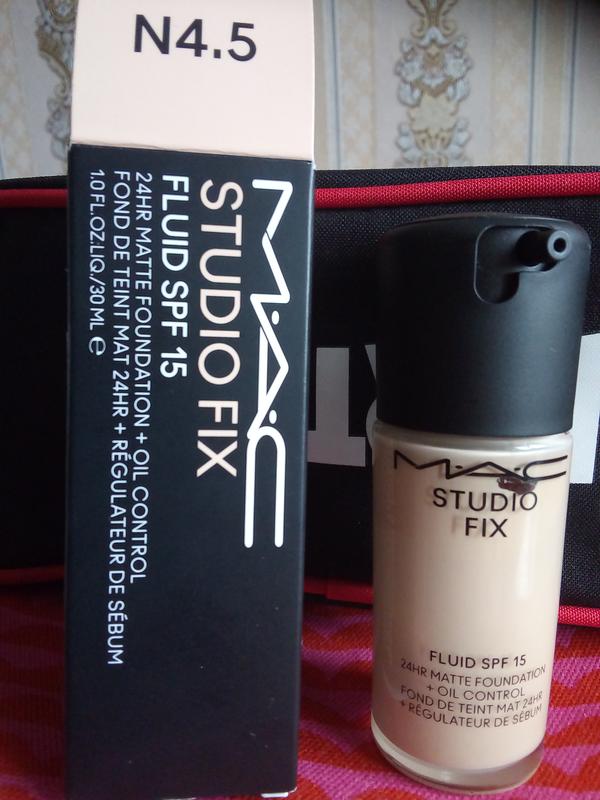 N4.5
M·A·C
STUDIO FIX
FLUID SPF 15
24HR MATTE FOUNDATION + OIL CONTROL
FOND DE TEINT MAT 24HR + RÉGULATEUR DE SÉBUM
1.0 FL.OZ.LIQ./30 ML e
M·A·C
STUDIO
FIX
FLUID SPF 15
24HR MATTE FOUNDATION
+ OIL CONTROL
FOND DE TEINT MAT 24HR
+ RÉGULATEUR DE SÉBUM